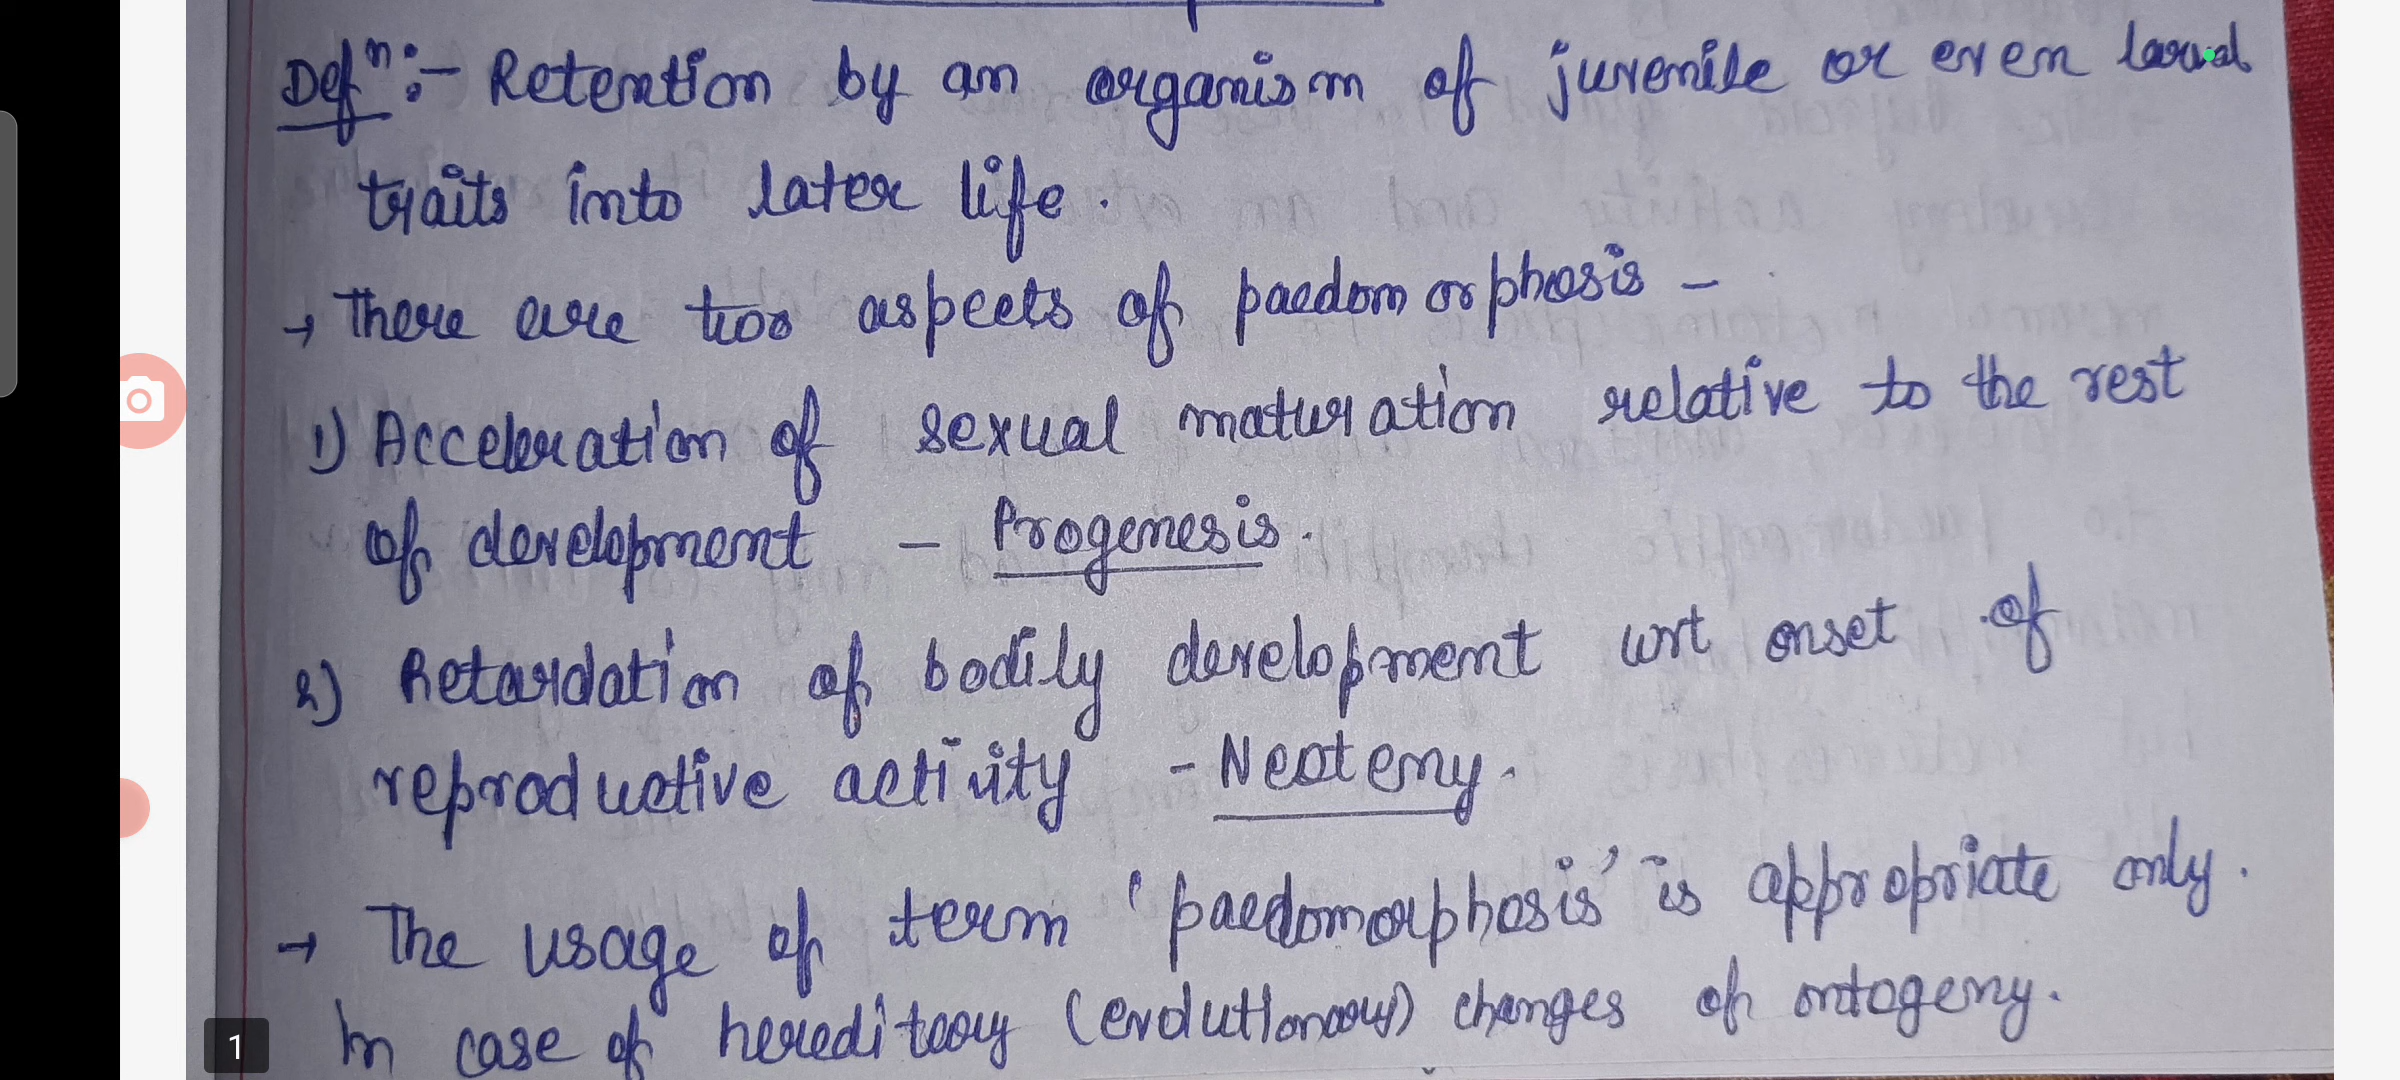 Defⁿ:- Retention by an organism of juvenile or even larval
traits into later life.
→ There are two aspects of paedomorphosis -
1) Acceleration of sexual maturation relative to the rest
of development - Progenesis.
2) Retardation of bodily development wrt onset of
reproductive activity - Neoteny.
→ The usage of term 'paedomorphosis' is appropriate only
in case of hereditary (evolutionary) changes of ontogeny.
1